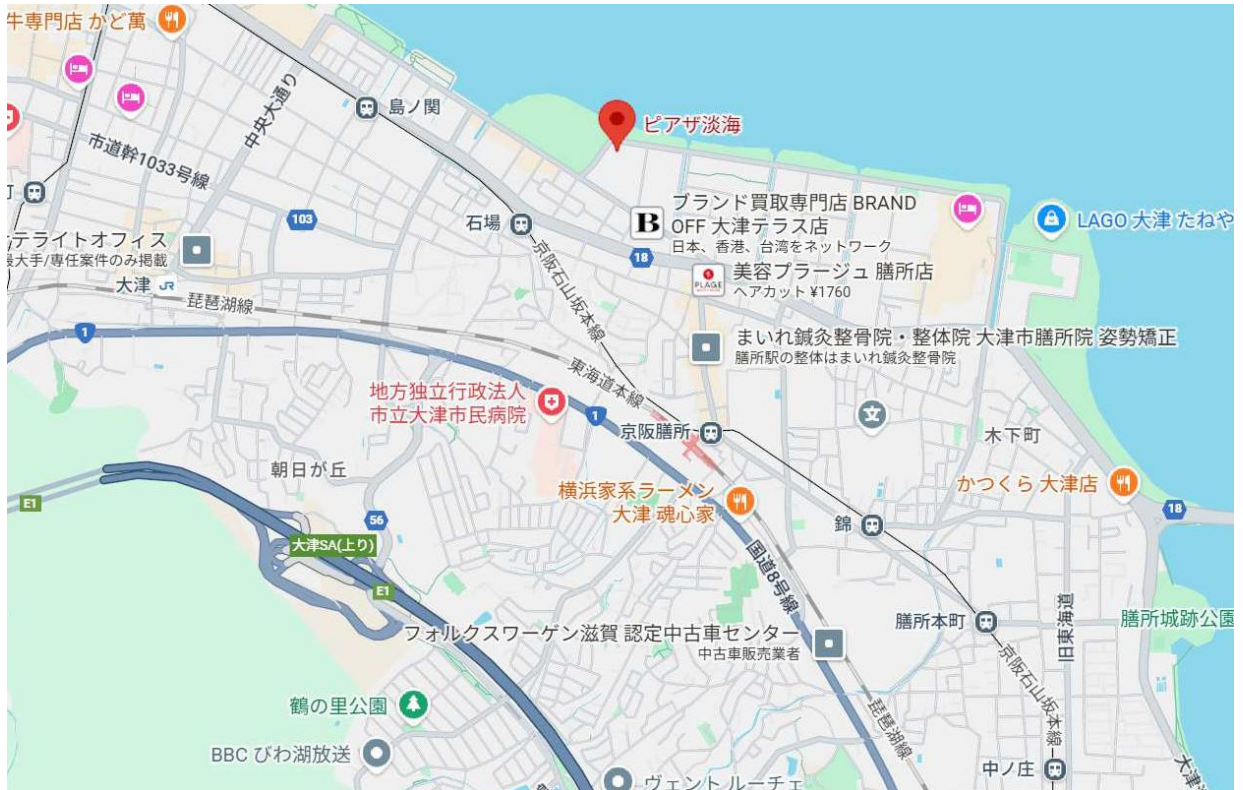 牛専門店 かど萬
島ノ関
ピアザ淡海
中央大通り
市道幹1033号線
町
103
石場
ブランド買取専門店 BRAND
OFF 大津テラス店
日本、香港、台湾をネットワーク
B
LAGO 大津 たねや
テライトオフィス
最大手/専任案件のみ掲載
18
美容プラージュ 膳所店
ヘアカット ¥1760
PLAGE
大津 JR
琵琶湖線
京阪石山坂本線
1
まいれ鍼灸整骨院・整体院 大津市膳所院 姿勢矯正
膳所駅の整体はまいれ鍼灸整骨院
東海道本線
地方独立行政法人
市立大津市民病院
1
文
京阪膳所
木下町
朝日が丘
横浜家系ラーメン
大津 魂心家
かつくら 大津店
E1
56
18
錦
大津SA(上り)
国道8号線
E1
膳所本町
旧東海道
膳所城跡公園
フォルクスワーゲン滋賀 認定中古車センター
中古車販売業者
京阪石山坂本線
鶴の里公園
琵琶湖線
BBC びわ湖放送
中ノ庄
ヴェント ルーチェ
大津